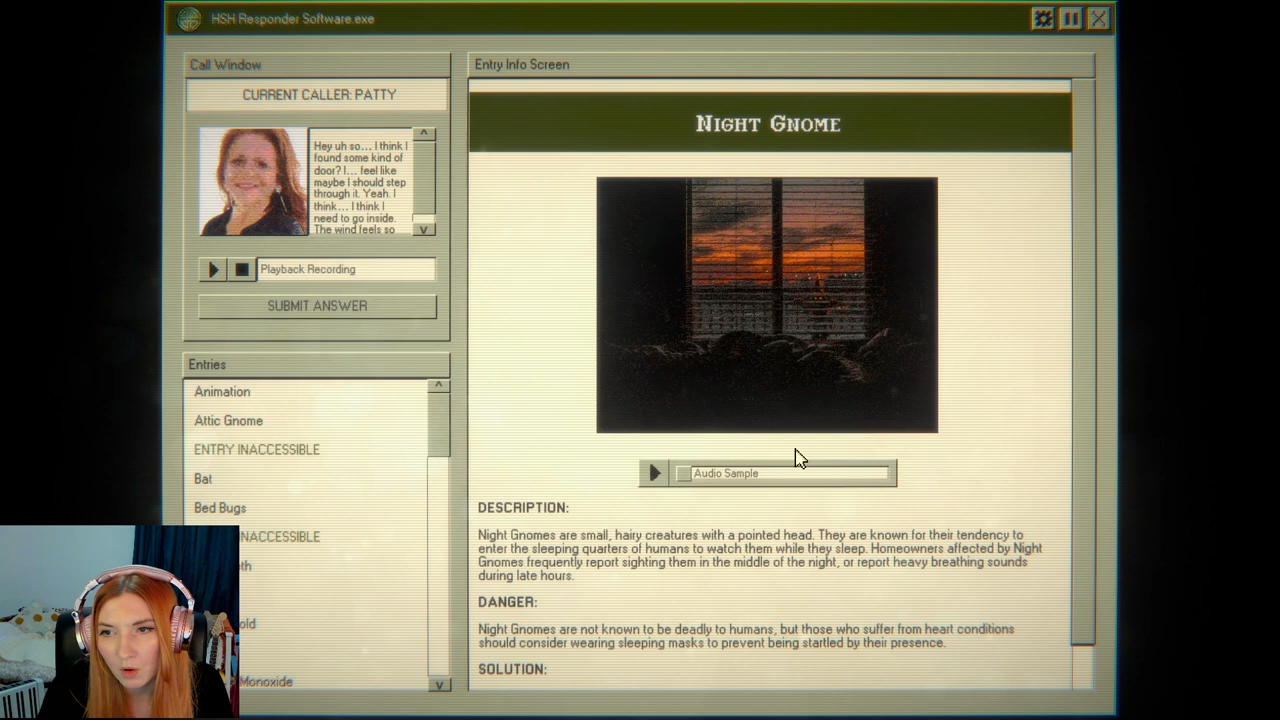 HSH Responder Software.exe
Call Window
CURRENT CALLER: PATTY
Hey uh so... I think I
found some kind of
door? I... feel like
maybe I should step
through it. Yeah. I
think... I think I
need to go inside.
The wind feels so
Playback Recording
SUBMIT ANSWER
Entries
Animation
Attic Gnome
ENTRY INACCESSIBLE
Bat
Bed Bugs
NACCESSIBLE
th
old
Monoxide
Entry Info Screen
NIGHT GNOME
Audio Sample
DESCRIPTION:
Night Gnomes are small, hairy creatures with a pointed head. They are known for their tendency to
enter the sleeping quarters of humans to watch them while they sleep. Homeowners affected by Night
Gnomes frequently report sighting them in the middle of the night, or report heavy breathing sounds
during late hours.
DANGER:
Night Gnomes are not known to be deadly to humans, but those who suffer from heart conditions
should consider wearing sleeping masks to prevent being startled by their presence.
SOLUTION: